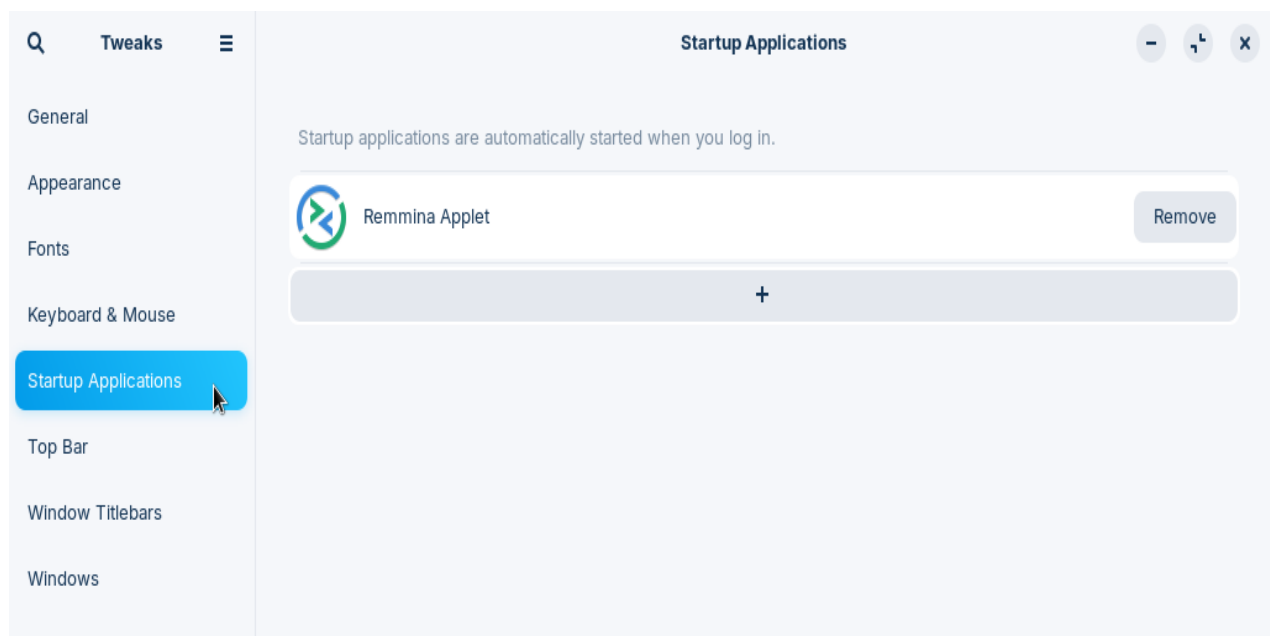 Tweaks
Startup Applications
General
Appearance
Fonts
Keyboard & Mouse
Startup Applications
Top Bar
Window Titlebars
Windows
Startup applications are automatically started when you log in.
Remmina Applet
Remove
+